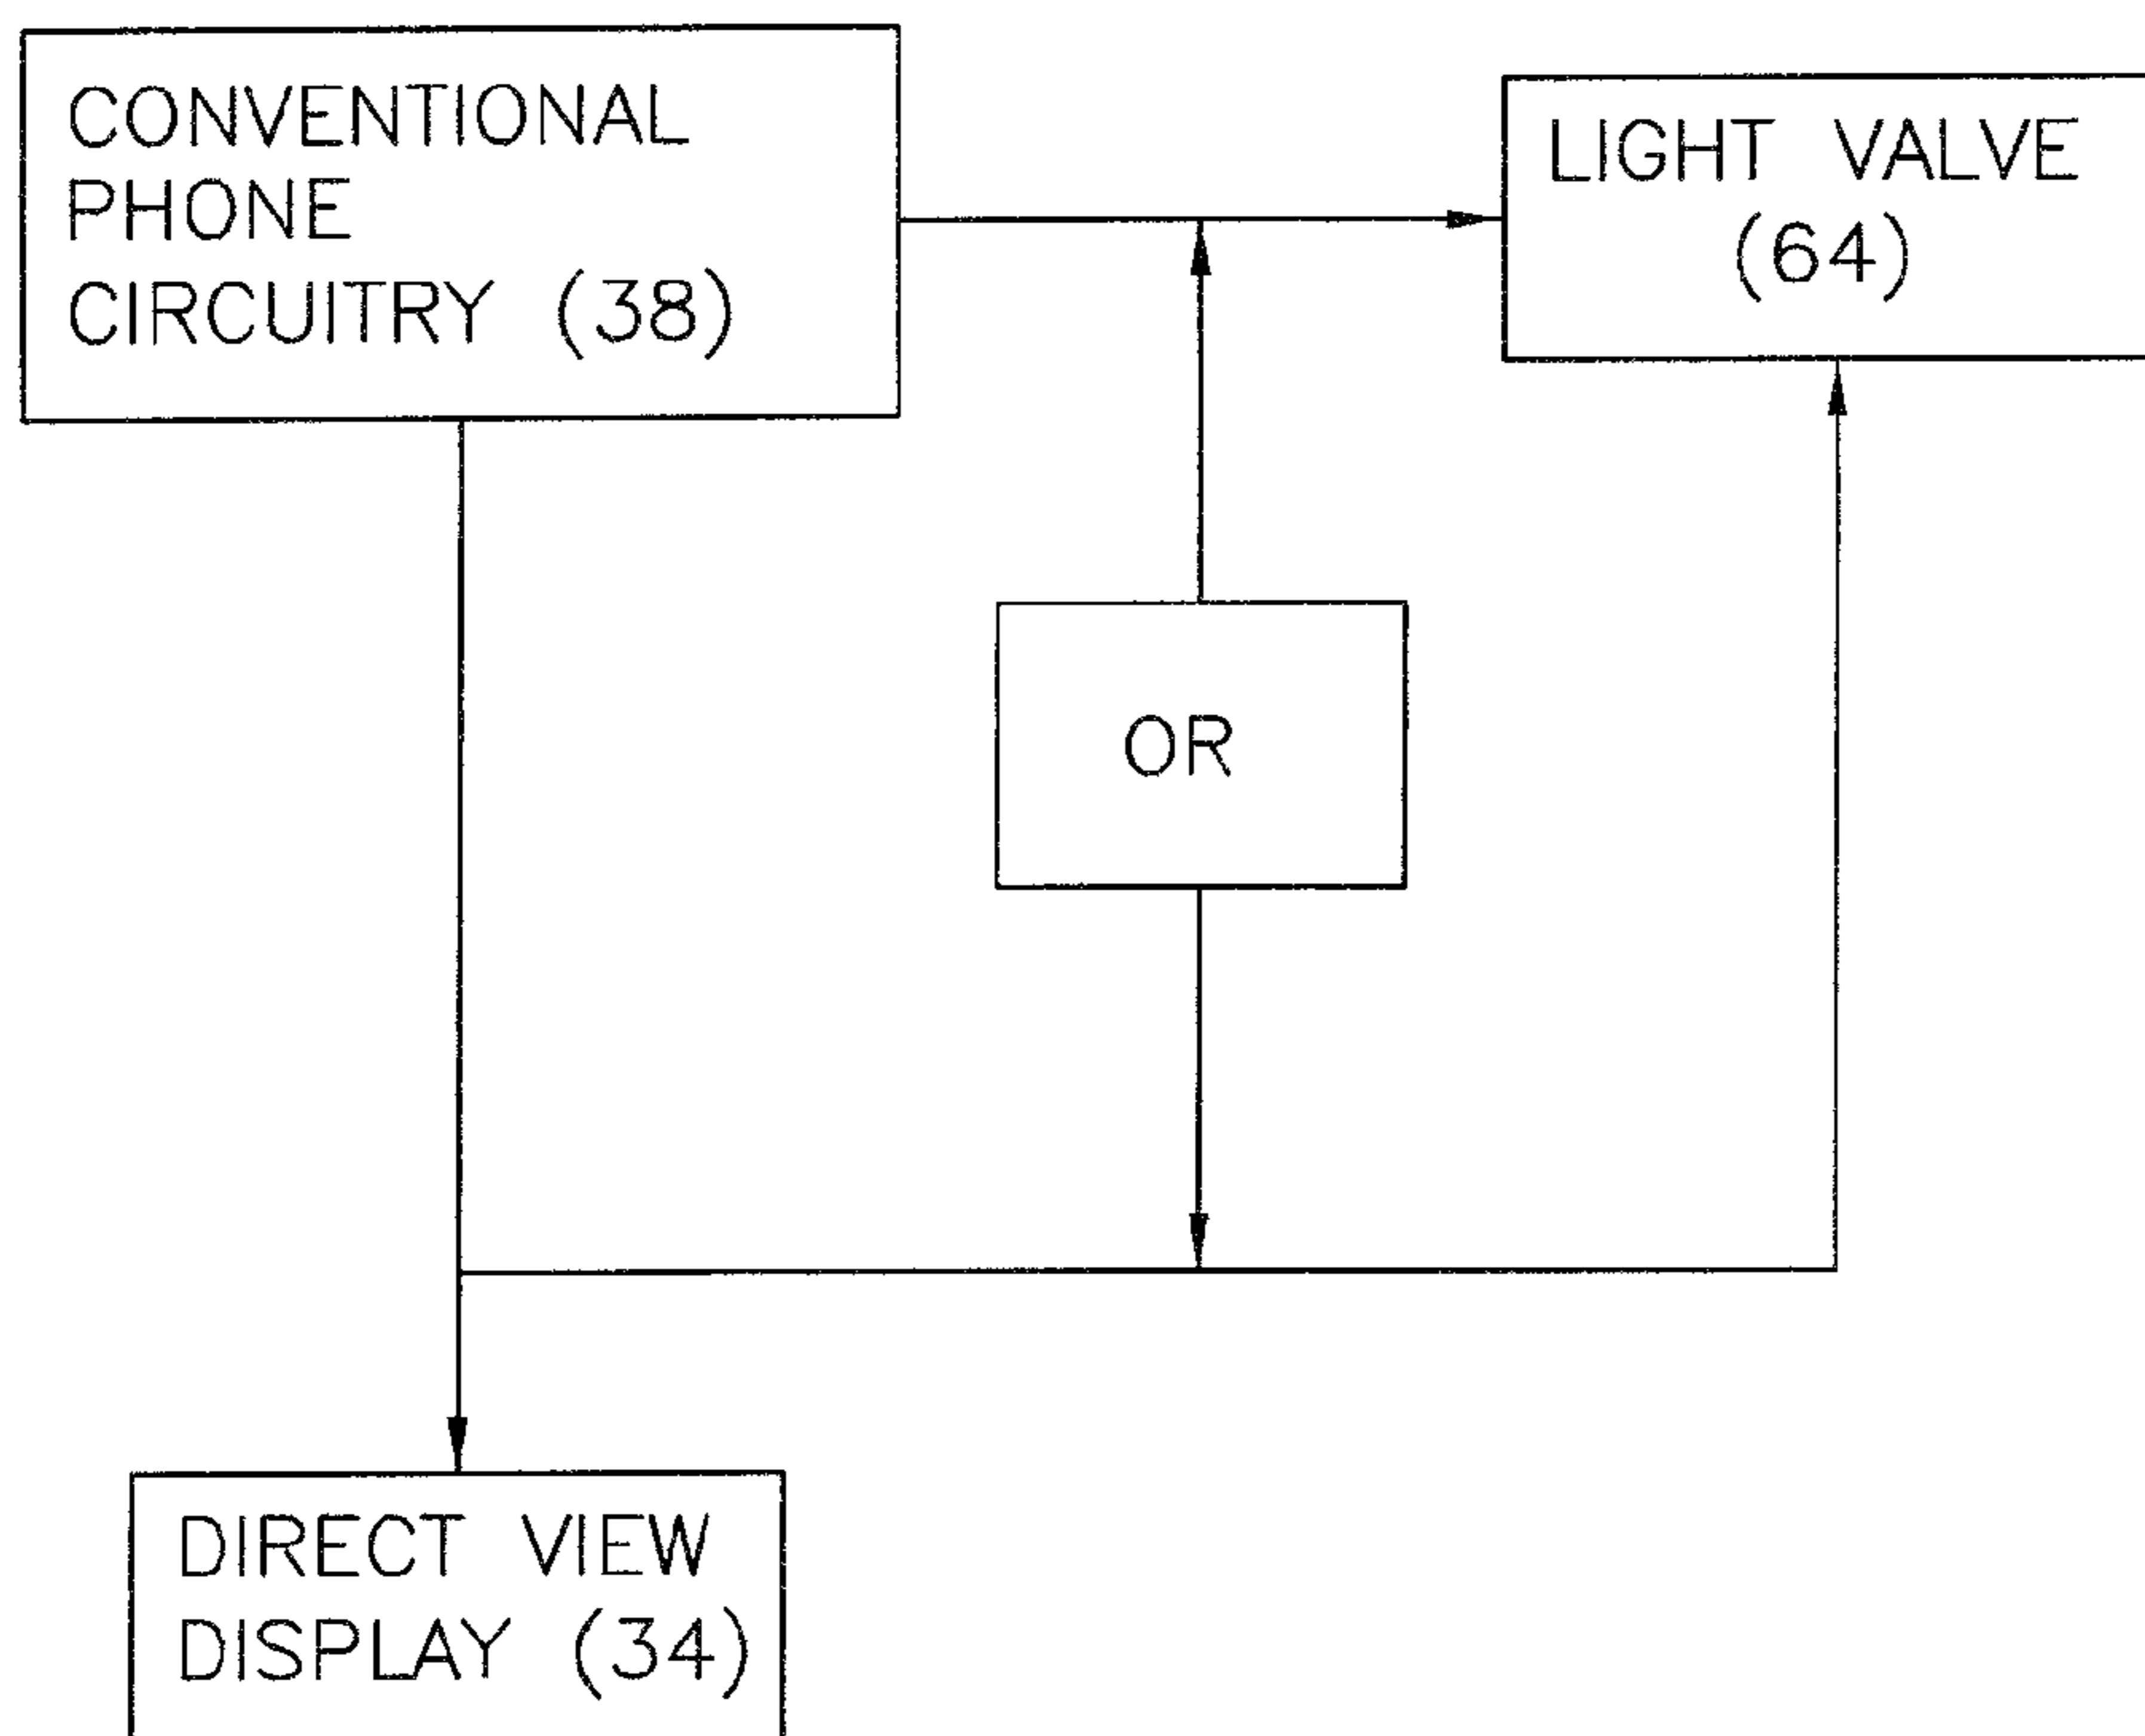 CONVENTIONAL
PHONE
CIRCUITRY (38)
LIGHT VALVE
(64)
OR
DIRECT VIEW
DISPLAY (34)